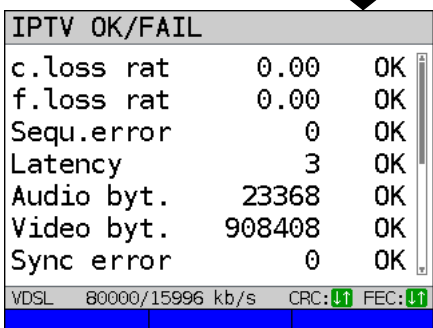 IPTV OK/FAIL
c.loss rat 0.00 OK
f.loss rat 0.00 OK
Sequ.error 0 OK
Latency 3 OK
Audio byt. 23368 OK
Video byt. 908408 OK
Sync error 0 OK
VDSL 80000/15996 kb/s CRC:↓↑ FEC:↓↑